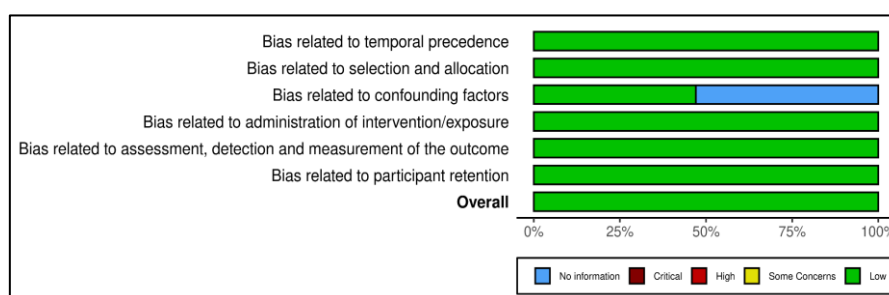 Bias related to temporal precedence
Bias related to selection and allocation
Bias related to confounding factors
Bias related to administration of intervention/exposure
Bias related to assessment, detection and measurement of the outcome
Bias related to participant retention
Overall
0% 25% 50% 75% 100%
No information Critical High Some Concerns Low